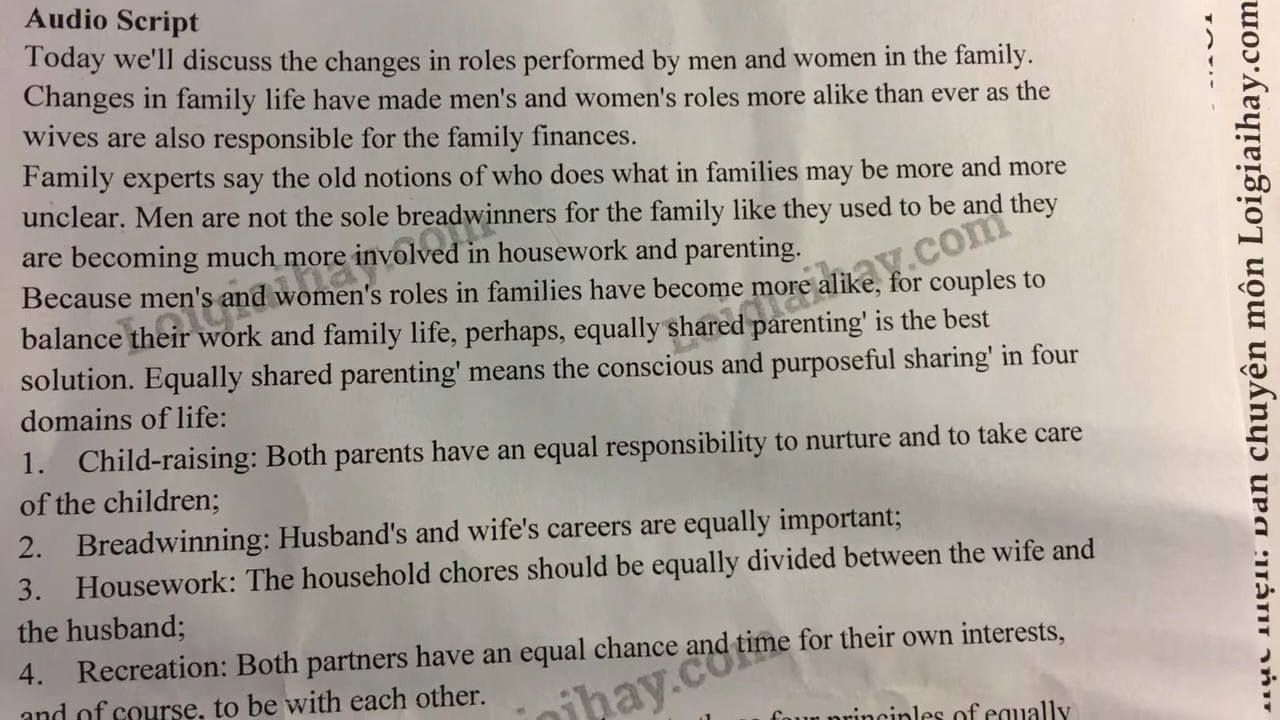 Audio Script
Today we'll discuss the changes in roles performed by men and women in the family.
Changes in family life have made men's and women's roles more alike than ever as the
wives are also responsible for the family finances.
Family experts say the old notions of who does what in families may be more and more
unclear. Men are not the sole breadwinners for the family like they used to be and they
are becoming much more involved in housework and parenting.
Because men's and women's roles in families have become more alike, for couples to
balance their work and family life, perhaps, equally shared parenting' is the best
solution. Equally shared parenting' means the conscious and purposeful sharing' in four
domains of life:
1. Child-raising: Both parents have an equal responsibility to nurture and to take care
of the children;
2. Breadwinning: Husband's and wife's careers are equally important;
3. Housework: The household chores should be equally divided between the wife and
the husband;
4. Recreation: Both partners have an equal chance and time for their own interests,
and of course, to be with each other.
four principles of equally
Loigiaihay.com
Loigiaihay.com
oihay.com
Ban chuyên môn Loigiaihay.com